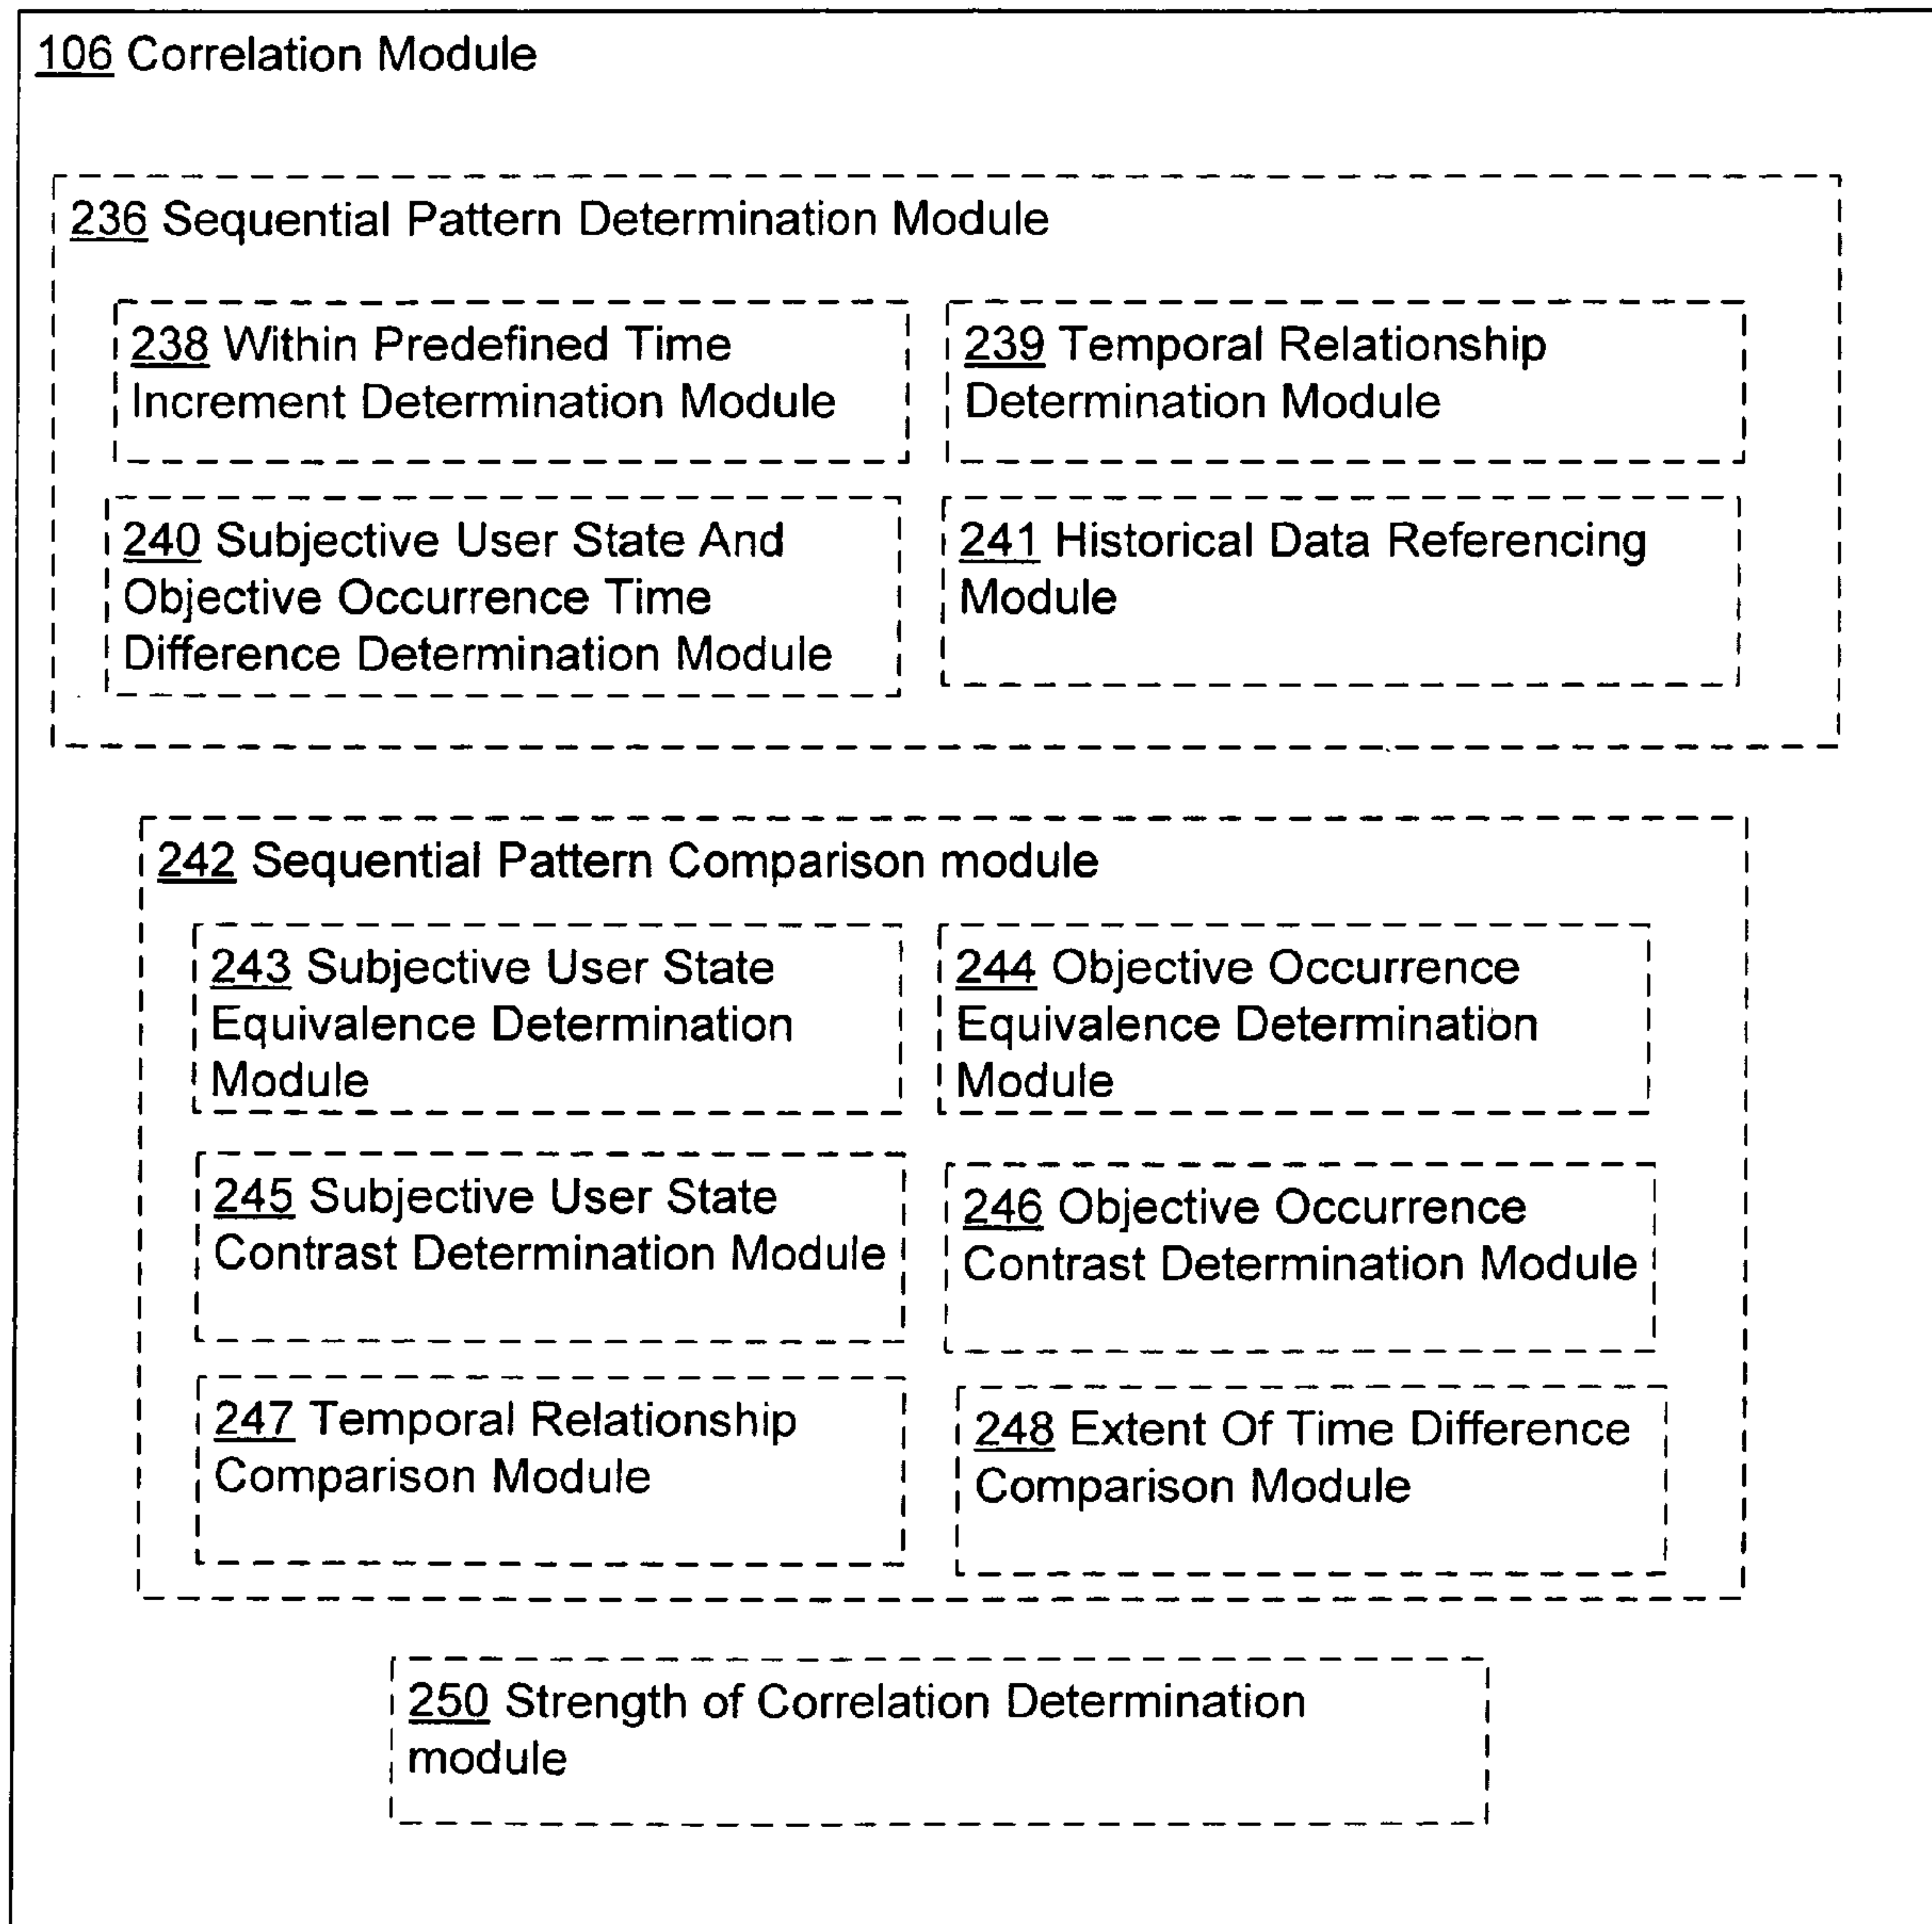 106 Correlation Module
236 Sequential Pattern Determination Module
238 Within Predefined Time
Increment Determination Module
239 Temporal Relationship
Determination Module
240 Subjective User State And
Objective Occurrence Time
Difference Determination Module
241 Historical Data Referencing
Module
242 Sequential Pattern Comparison module
243 Subjective User State
Equivalence Determination
Module
244 Objective Occurrence
Equivalence Determination
Module
245 Subjective User State
Contrast Determination Module
246 Objective Occurrence
Contrast Determination Module
247 Temporal Relationship
Comparison Module
248 Extent Of Time Difference
Comparison Module
250 Strength of Correlation Determination
module